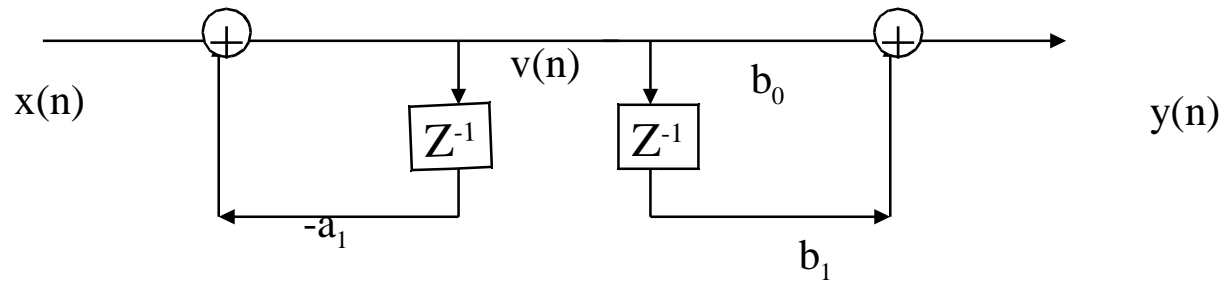 x(n)
v(n)
b₀
y(n)
Z⁻¹
Z⁻¹
-a₁
b₁